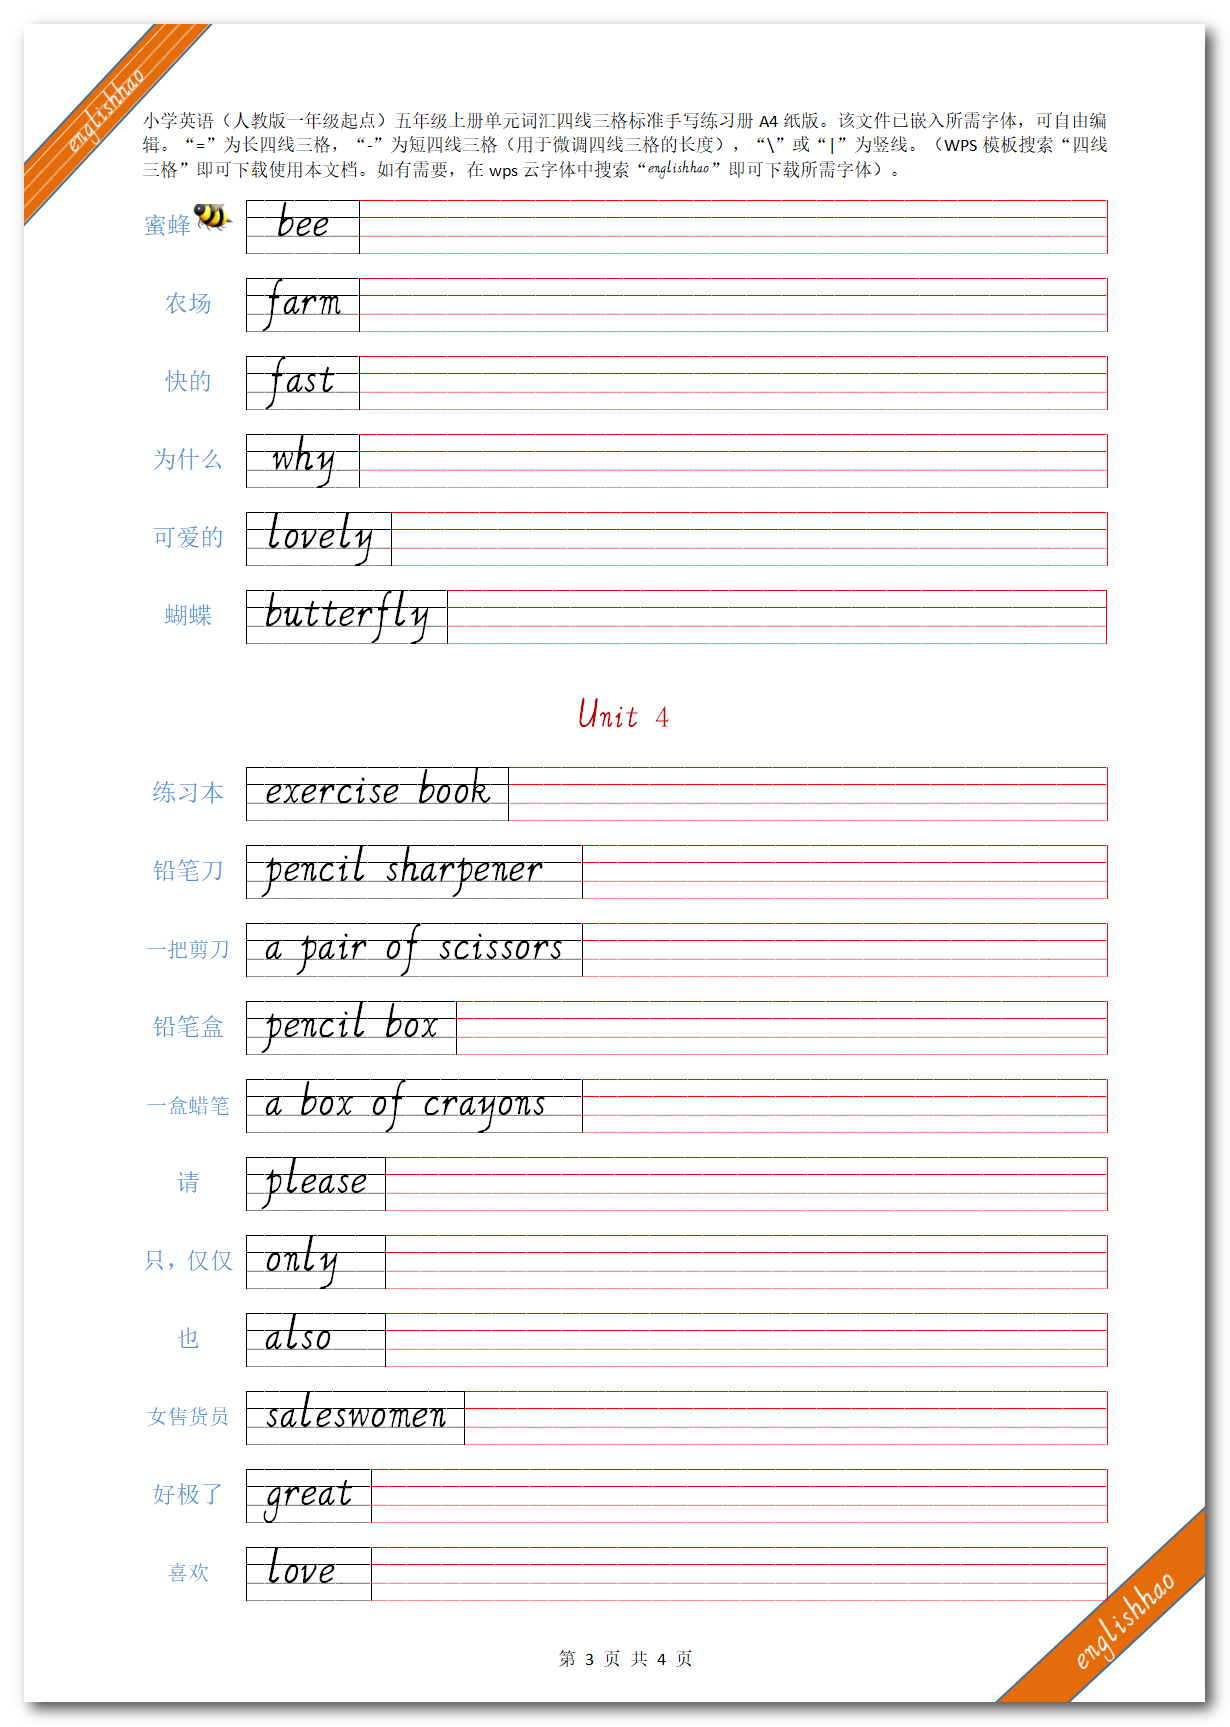 englishhao
小学英语（人教版一年级起点）五年级上册单元词汇四线三格标准手写练习册 A4 纸版。该文件已嵌入所需字体，可自由编
辑。“=”为长四线三格，“-”为短四线三格（用于微调四线三格的长度），“\”或“|”为竖线。（WPS 模板搜索“四线
三格”即可下载使用本文档。如有需要，在 wps 云字体中搜索“englishhao”即可下载所需字体）。
蜜蜂 bee
农场 farm
快的 fast
为什么 why
可爱的 lovely
蝴蝶 butterfly
Unit 4
练习本 exercise book
铅笔刀 pencil sharpener
一把剪刀 a pair of scissors
铅笔盒 pencil box
一盒蜡笔 a box of crayons
请 please
只，仅仅 only
也 also
女售货员 saleswomen
好极了 great
喜欢 love
第 3 页 共 4 页
englishhao